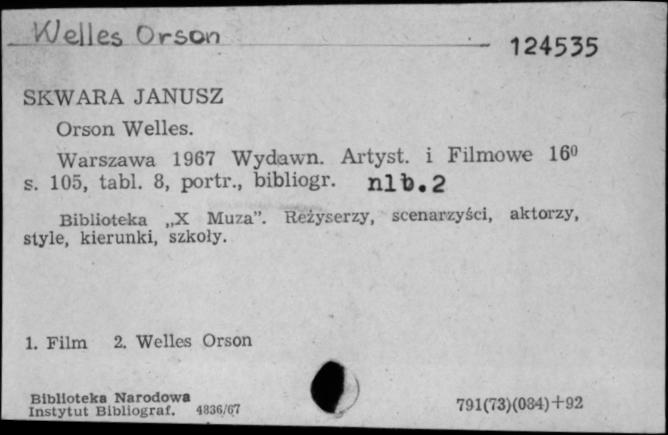 Welles Orson
124535
SKWARA JANUSZ
Orson Welles.
Warszawa 1967 Wydawn. Artyst. i Filmowe 16⁰
s. 105, tabl. 8, portr., bibliogr. nlb.2
Biblioteka „X Muza”. Reżyserzy, scenarzyści, aktorzy,
style, kierunki, szkoły.
1. Film 2. Welles Orson
Biblioteka Narodowa
Instytut Bibliograf. 4836/67
791(73)(084)+92